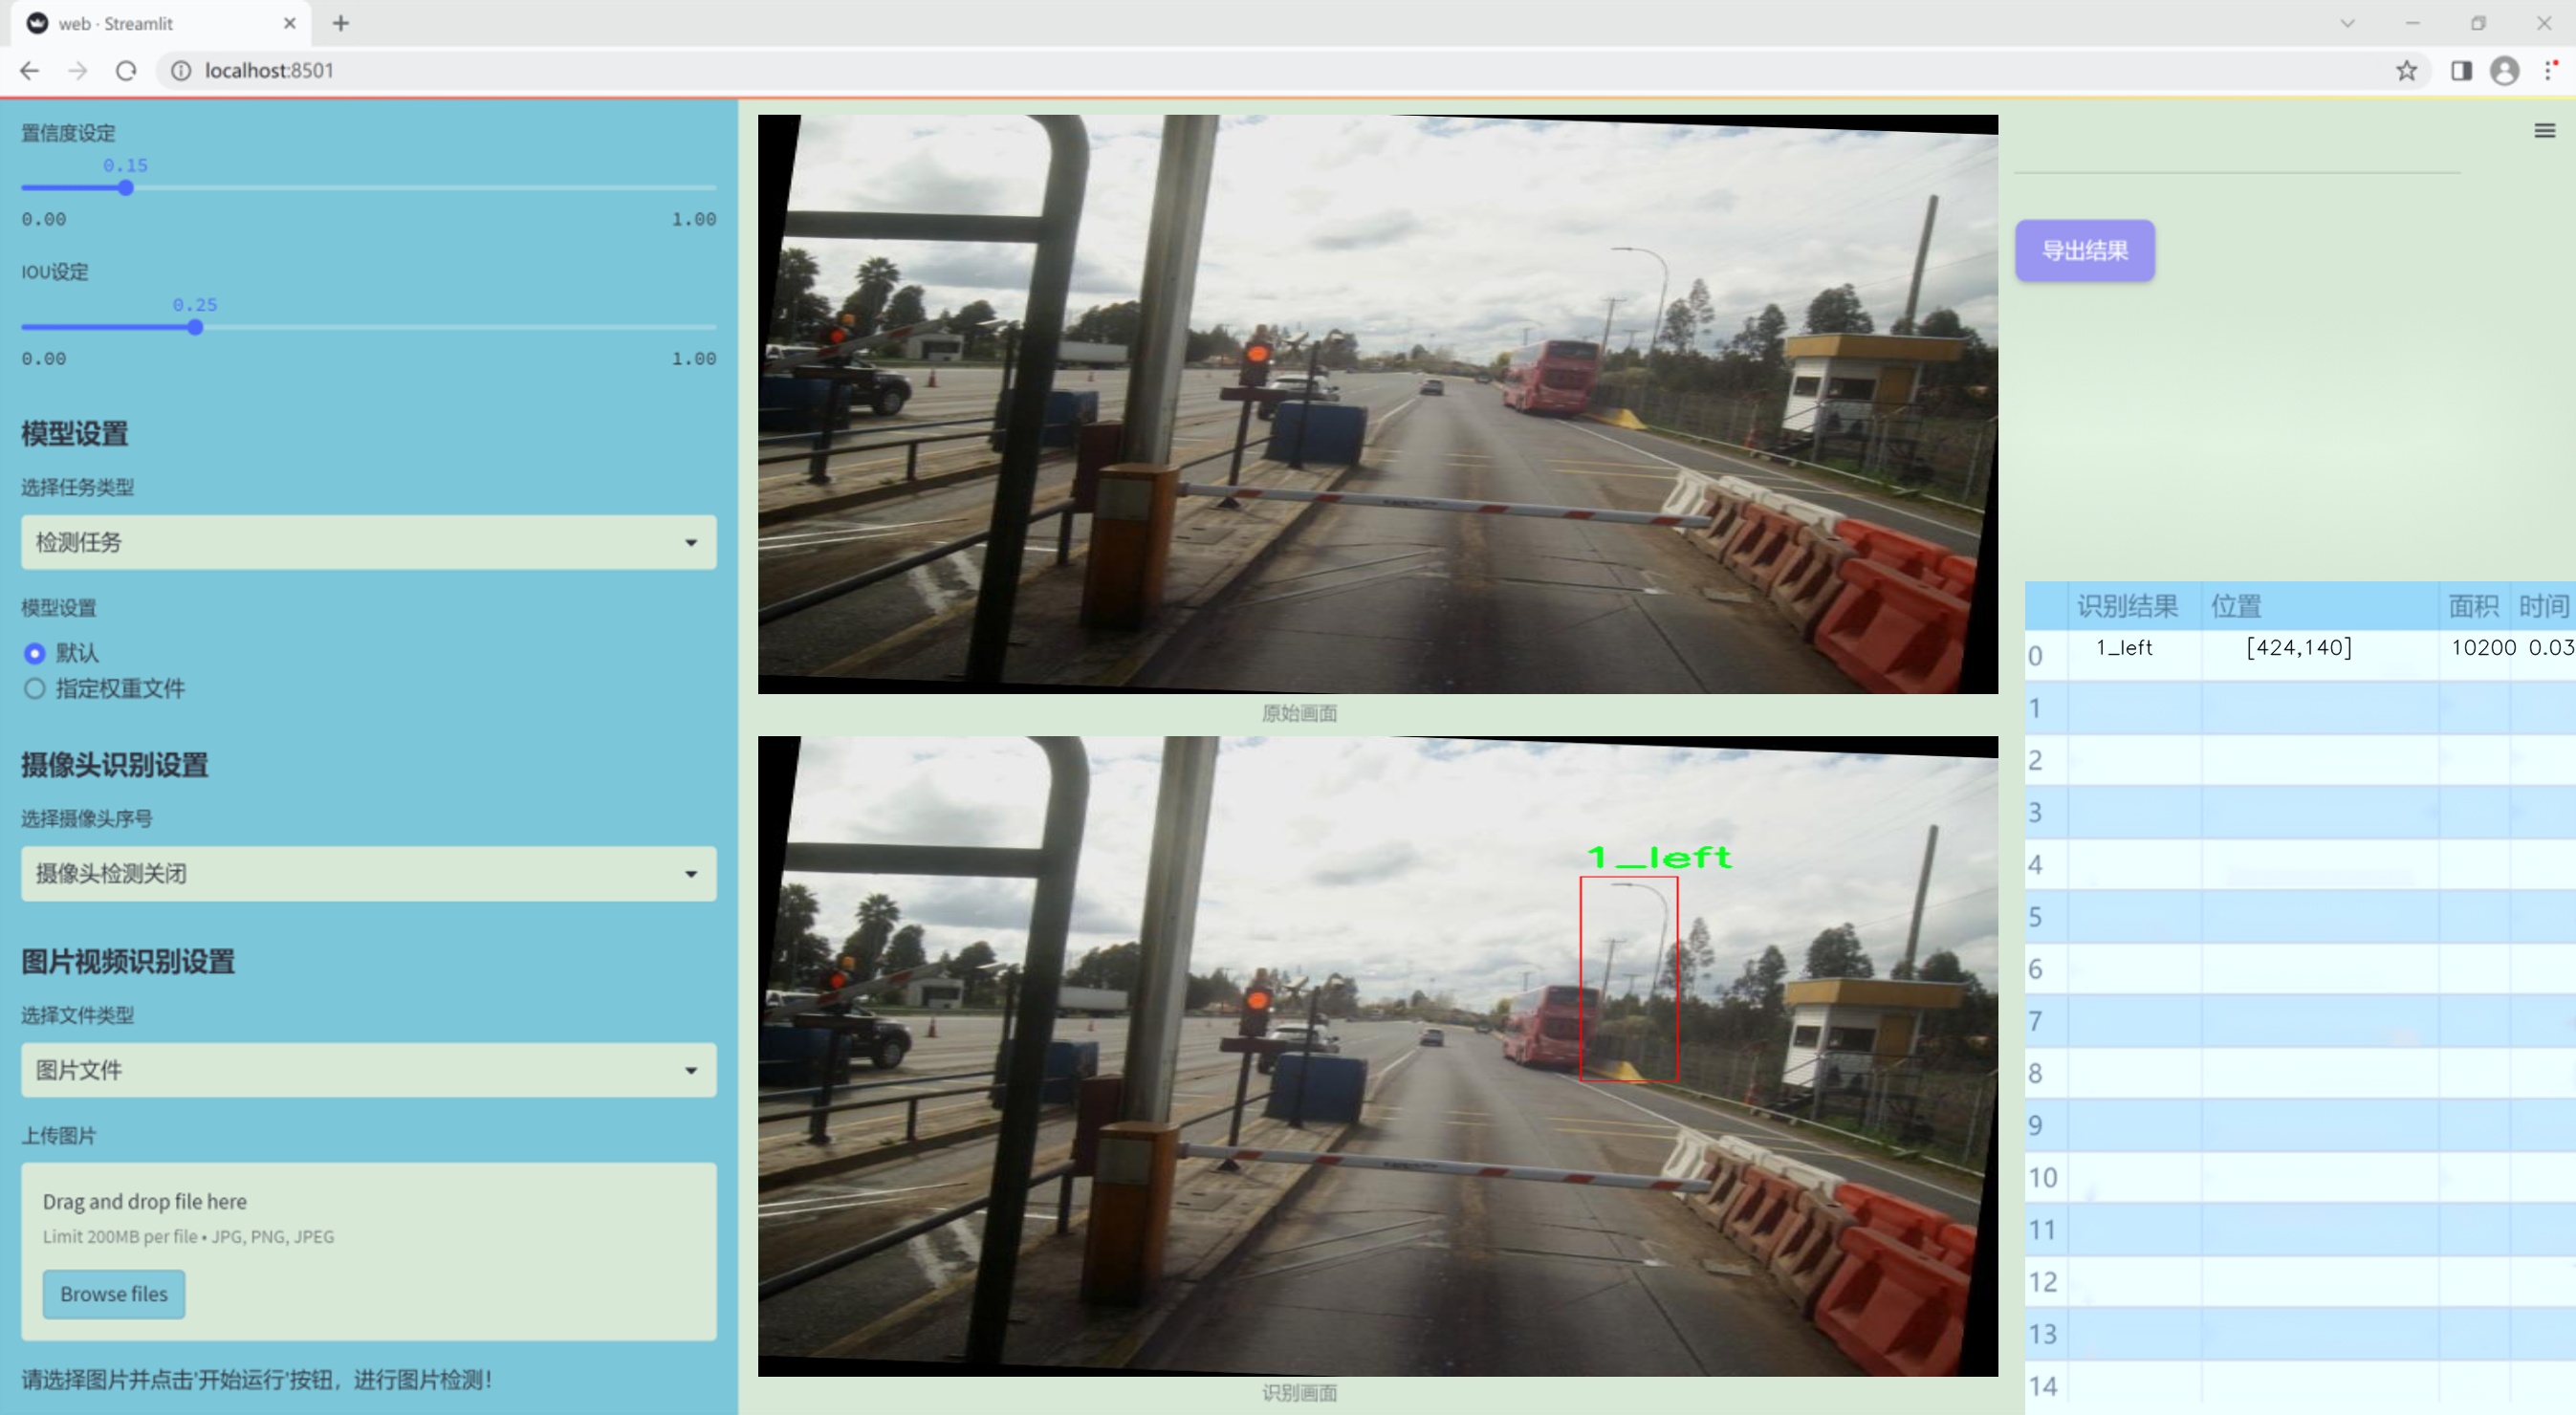 web · Streamlit
localhost:8501
置信度设定
0.15
0.00 1.00
IOU设定
0.25
0.00 1.00
模型设置
选择任务类型
检测任务
模型设置
默认
指定权重文件
摄像头识别设置
选择摄像头序号
摄像头检测关闭
图片视频识别设置
选择文件类型
图片文件
上传图片
Drag and drop file here
Limit 200MB per file • JPG, PNG, JPEG
Browse files
请选择图片并点击'开始运行'按钮，进行图片检测！
原始画面
1_left
识别画面
导出结果
识别结果 位置 面积 时间
0 1_left [424,140] 10200 0.03
1
2
3
4
5
6
7
8
9
10
11
12
13
14